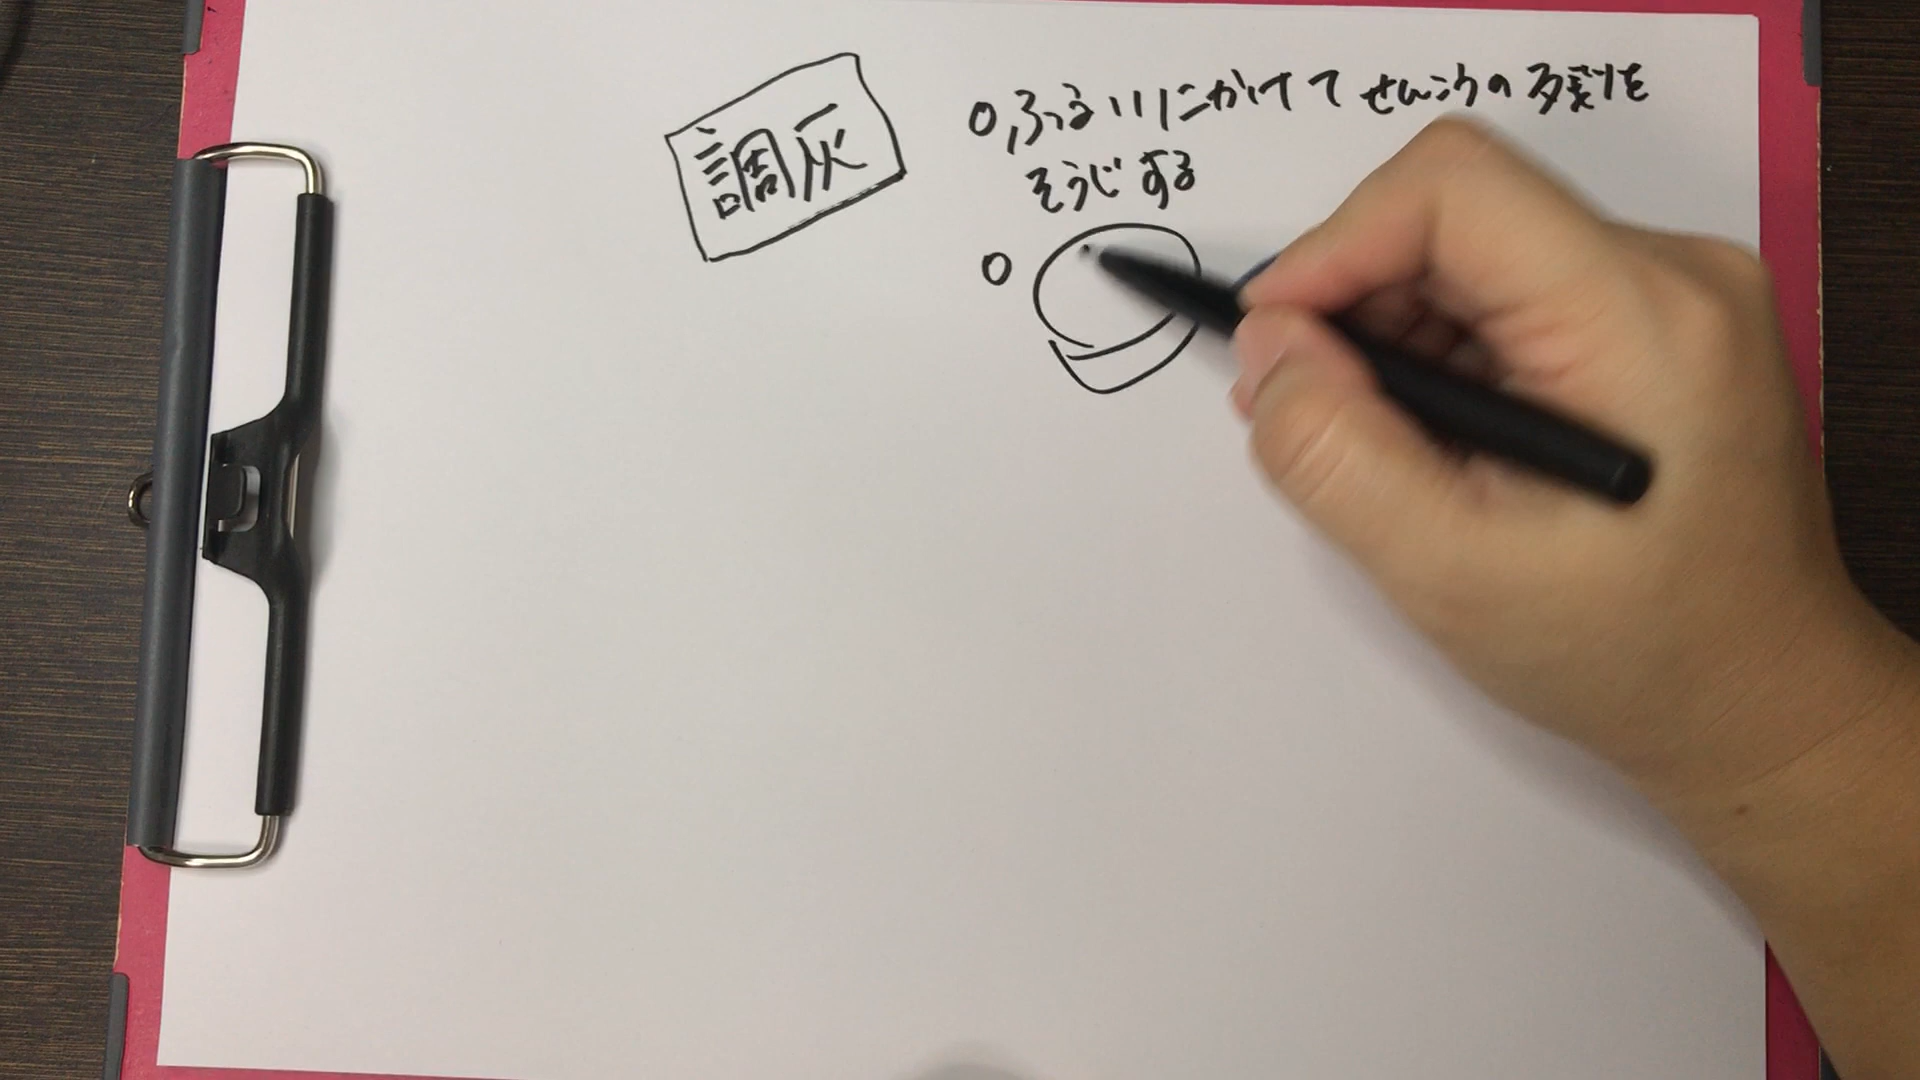 調灰
○ ふるいにかけて せんこうの 残りを
そうじする
○